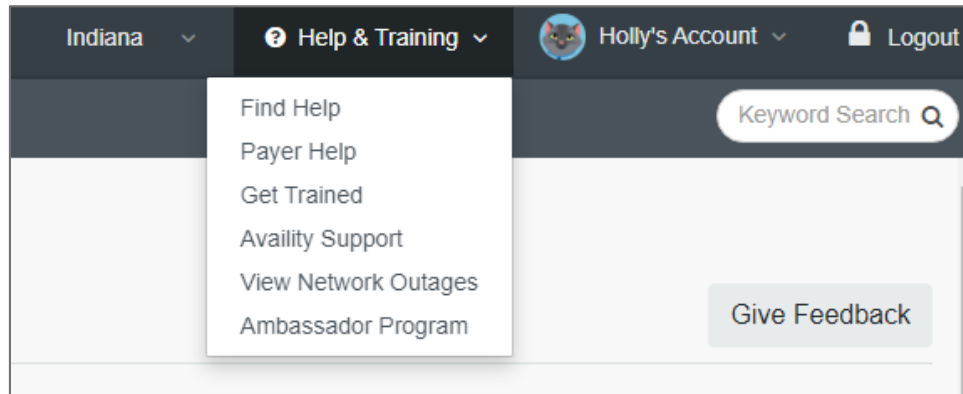 Indiana
Help & Training
Holly's Account
Logout
Keyword Search
Find Help
Payer Help
Get Trained
Availity Support
View Network Outages
Ambassador Program
Give Feedback